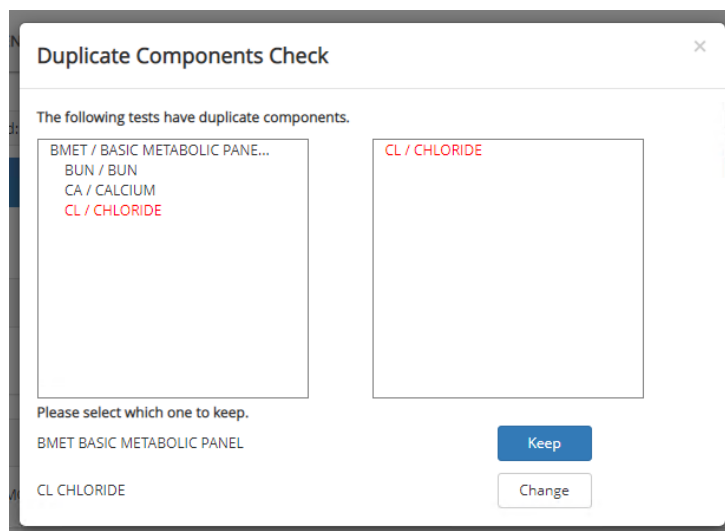 Duplicate Components Check
×
The following tests have duplicate components.
BMET / BASIC METABOLIC PANE...
BUN / BUN
CA / CALCIUM
CL / CHLORIDE
CL / CHLORIDE
Please select which one to keep.
BMET BASIC METABOLIC PANEL
Keep
CL CHLORIDE
Change